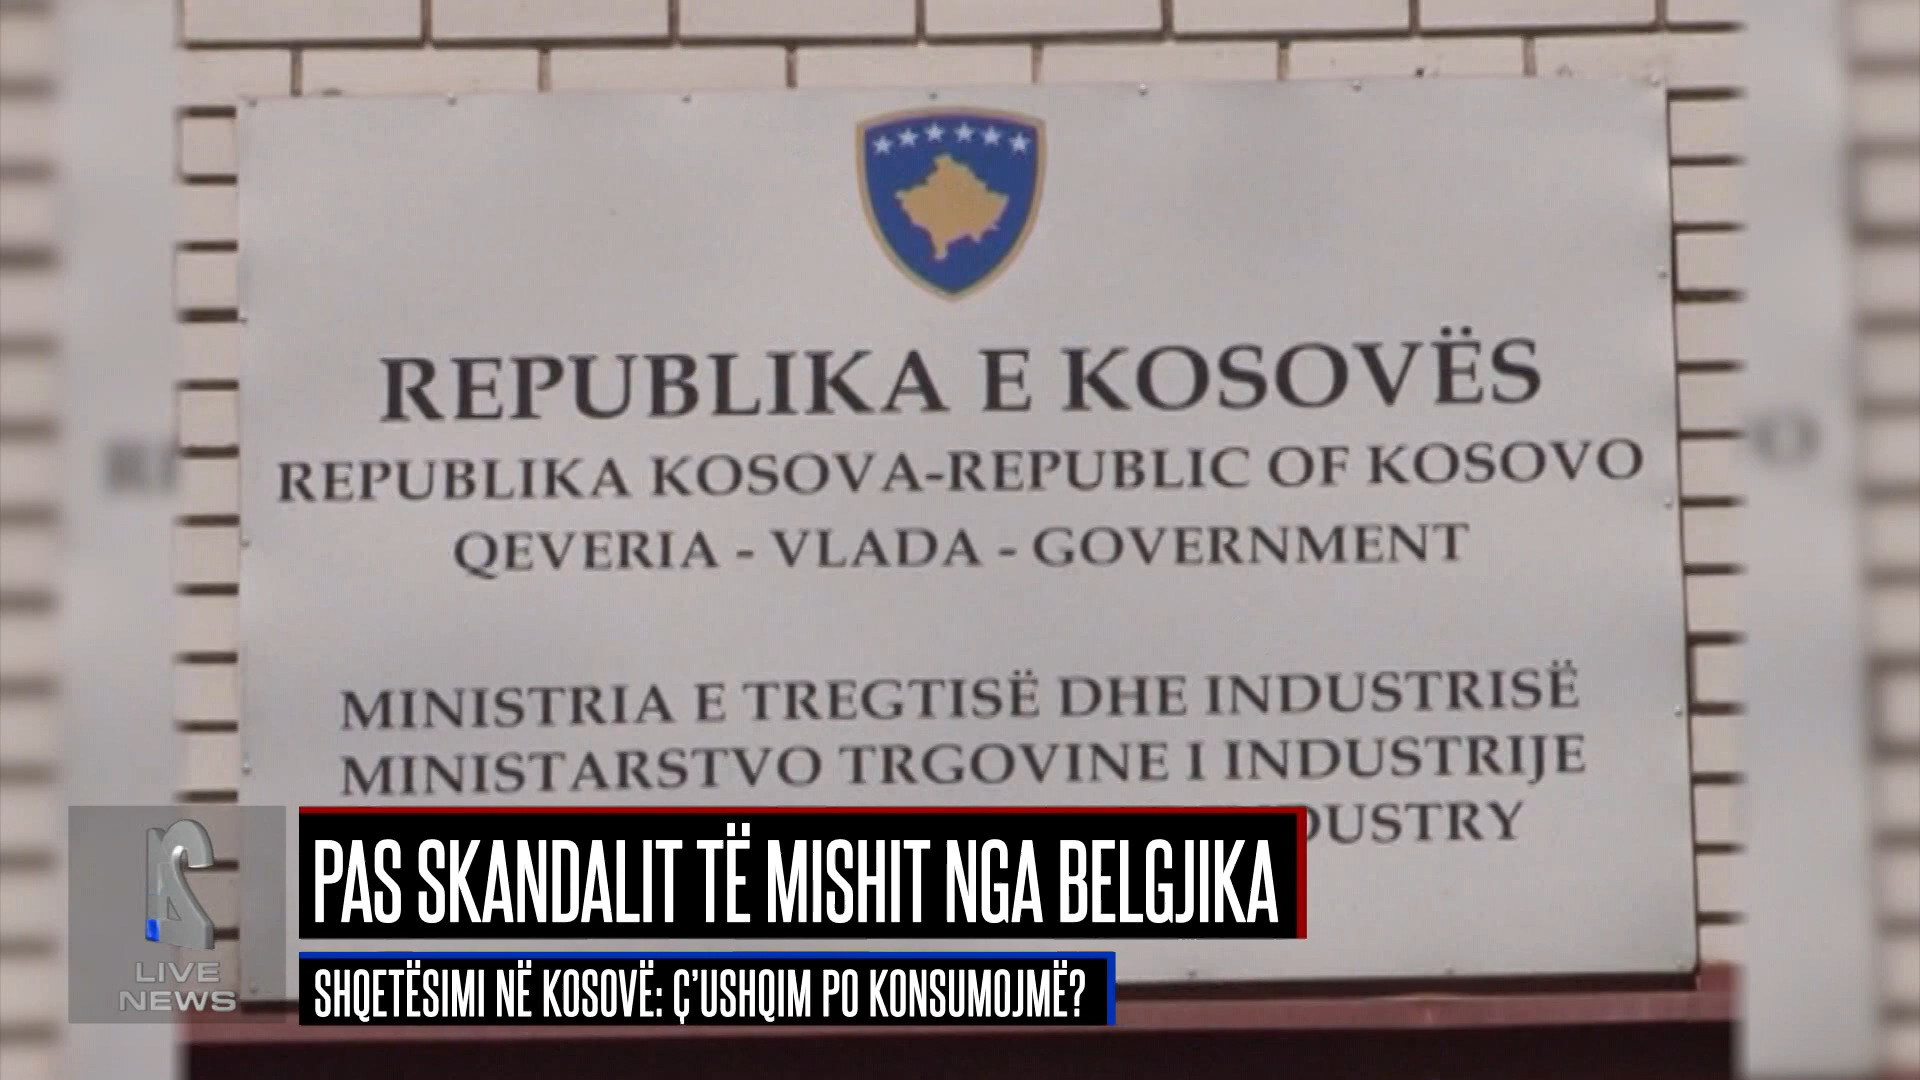 REPUBLIKA E KOSOVËS
REPUBLIKA KOSOVA-REPUBLIC OF KOSOVO
QEVERIA - VLADA - GOVERNMENT
MINISTRIA E TREGTISË DHE INDUSTRISË
MINISTARSTVO TRGOVINE I INDUSTRIJE
DUSTRY
PAS SKANDALIT TË MISHIT NGA BELGJIKA
SHQETËSIMI NË KOSOVË: Ç'USHQIM PO KONSUMOJMË?
LIVE
NEWS